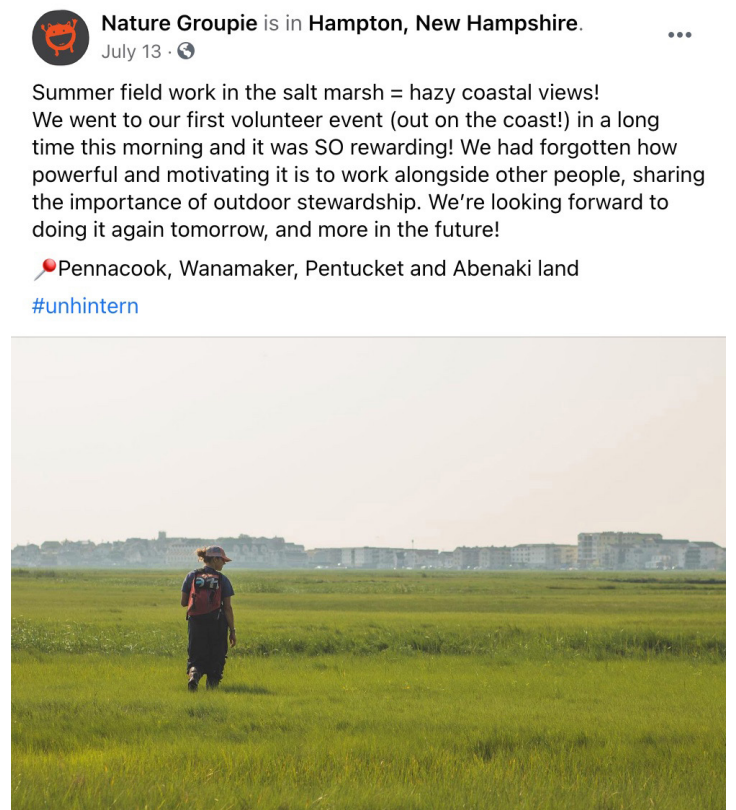 Nature Groupie is in Hampton, New Hampshire.
July 13 ·
Summer field work in the salt marsh = hazy coastal views!
We went to our first volunteer event (out on the coast!) in a long
time this morning and it was SO rewarding! We had forgotten how
powerful and motivating it is to work alongside other people, sharing
the importance of outdoor stewardship. We’re looking forward to
doing it again tomorrow, and more in the future!
📍Pennacook, Wanamaker, Pentucket and Abenaki land
#unhintern